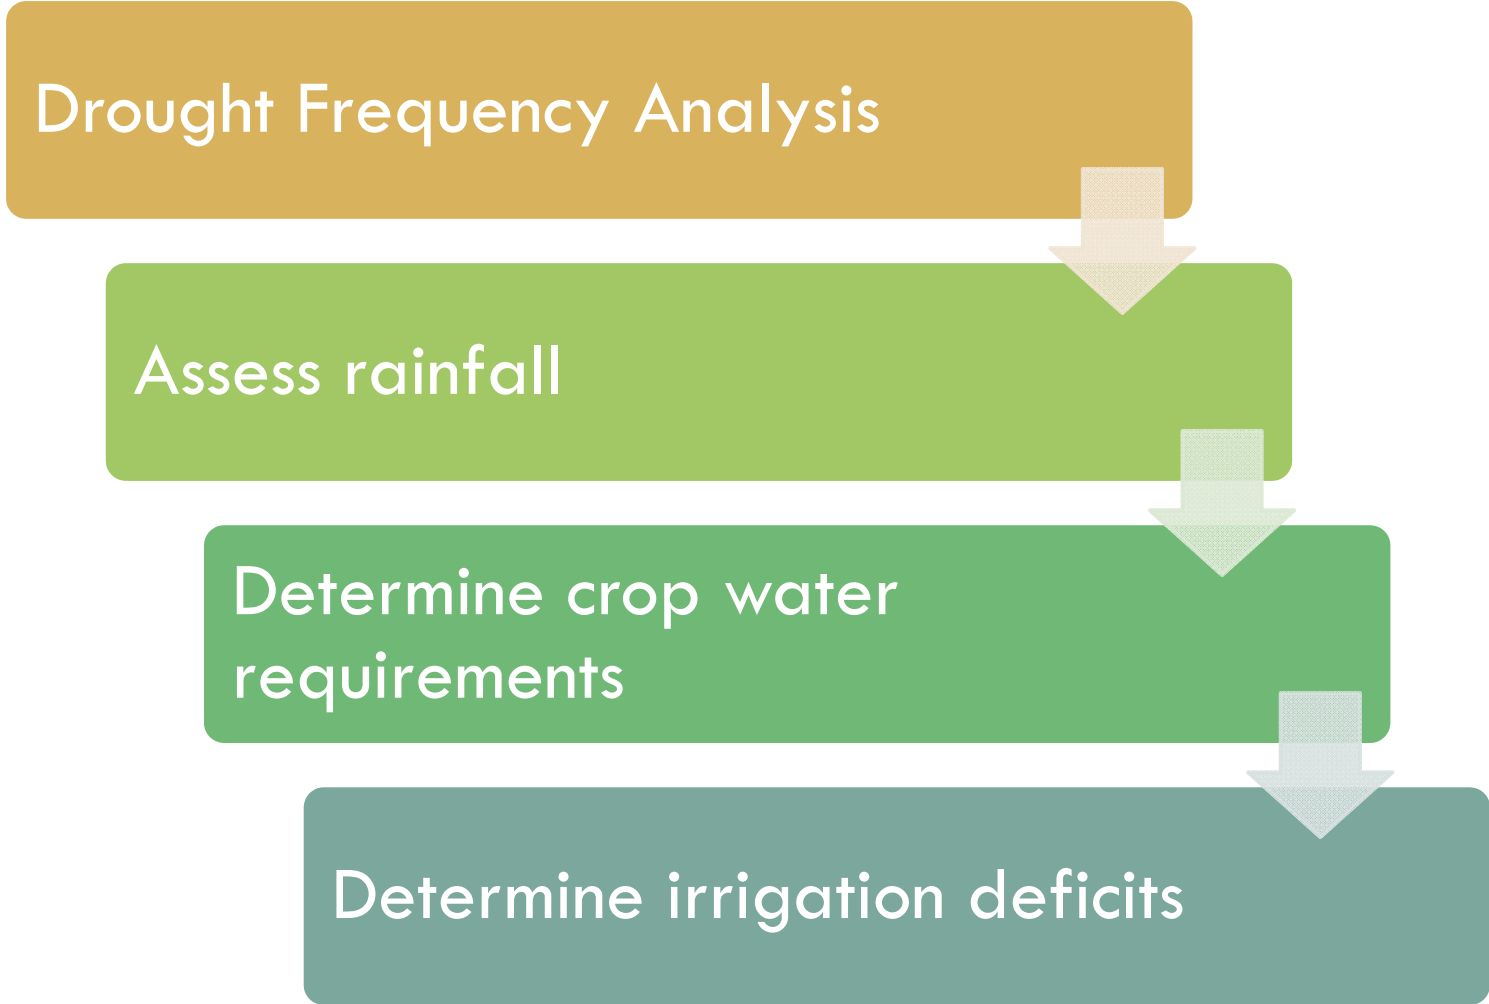 Drought Frequency Analysis
Assess rainfall
Determine crop water
requirements
Determine irrigation deficits